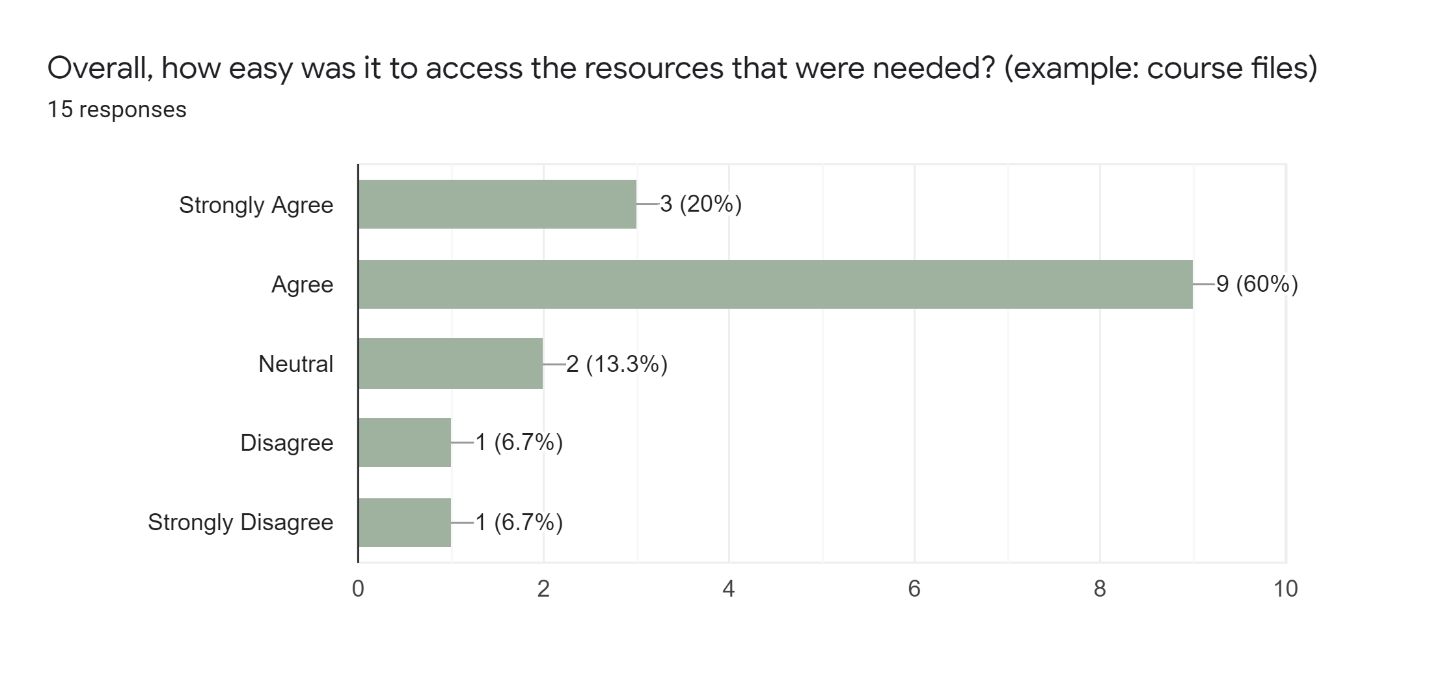 Overall, how easy was it to access the resources that were needed? (example: course files)
15 responses
Strongly Agree 3 (20%)
Agree 9 (60%)
Neutral 2 (13.3%)
Disagree 1 (6.7%)
Strongly Disagree 1 (6.7%)
0 2 4 6 8 10